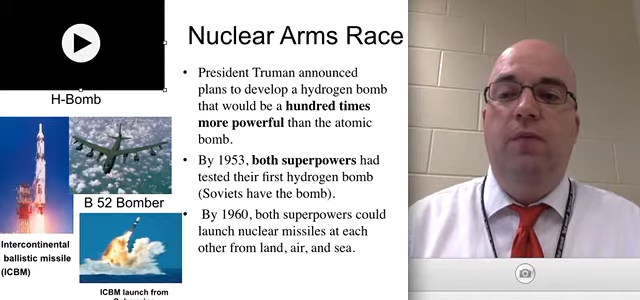 Nuclear Arms Race
H-Bomb
B 52 Bomber
Intercontinental
ballistic missile
(ICBM)
ICBM launch from
• President Truman announced
plans to develop a hydrogen bomb
that would be a hundred times
more powerful than the atomic
bomb.
• By 1953, both superpowers had
tested their first hydrogen bomb
(Soviets have the bomb).
• By 1960, both superpowers could
launch nuclear missiles at each
other from land, air, and sea.